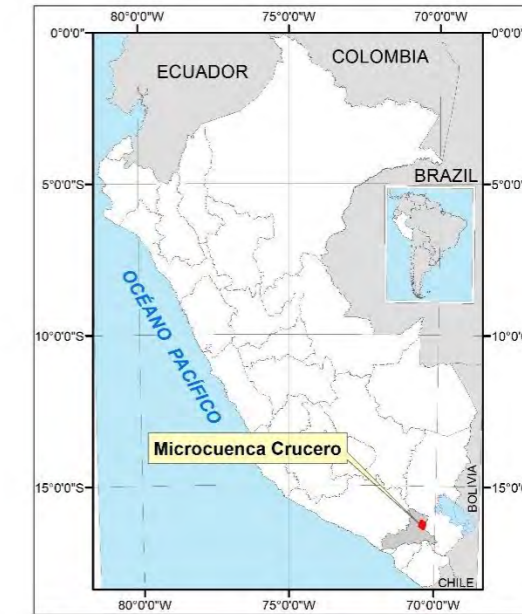 80°0'0"W 75°0'0"W 70°0'0"W
0°0'0" 0°0'0"
COLOMBIA
ECUADOR
BRAZIL
5°0'0"S 5°0'0"S
OCÉANO PACÍFICO
10°0'0"S 10°0'0"S
Microcuenca Crucero
15°0'0"S 15°0'0"S
BOLIVIA
CHILE
80°0'0"W 75°0'0"W 70°0'0"W